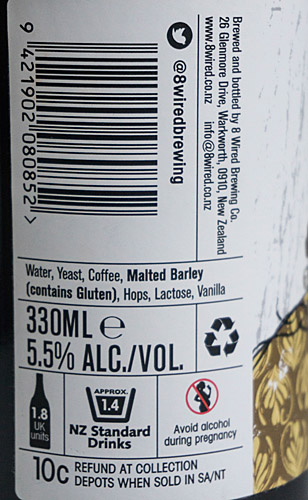 Brewed and bottled by 8 Wired Brewing Co.
26 Glenmore Drive, Warkworth, 0910, New Zealand
www.8wired.co.nz info@8wired.co.nz
@8wiredbrewing
9 421902 080852 >
Water, Yeast, Coffee, Malted Barley
(contains Gluten), Hops, Lactose, Vanilla
330ML ℮
5.5% ALC./VOL.
1.8
UK
units
APPROX.
1.4
NZ Standard
Drinks
Avoid alcohol
during pregnancy
10c REFUND AT COLLECTION
DEPOTS WHEN SOLD IN SA/NT